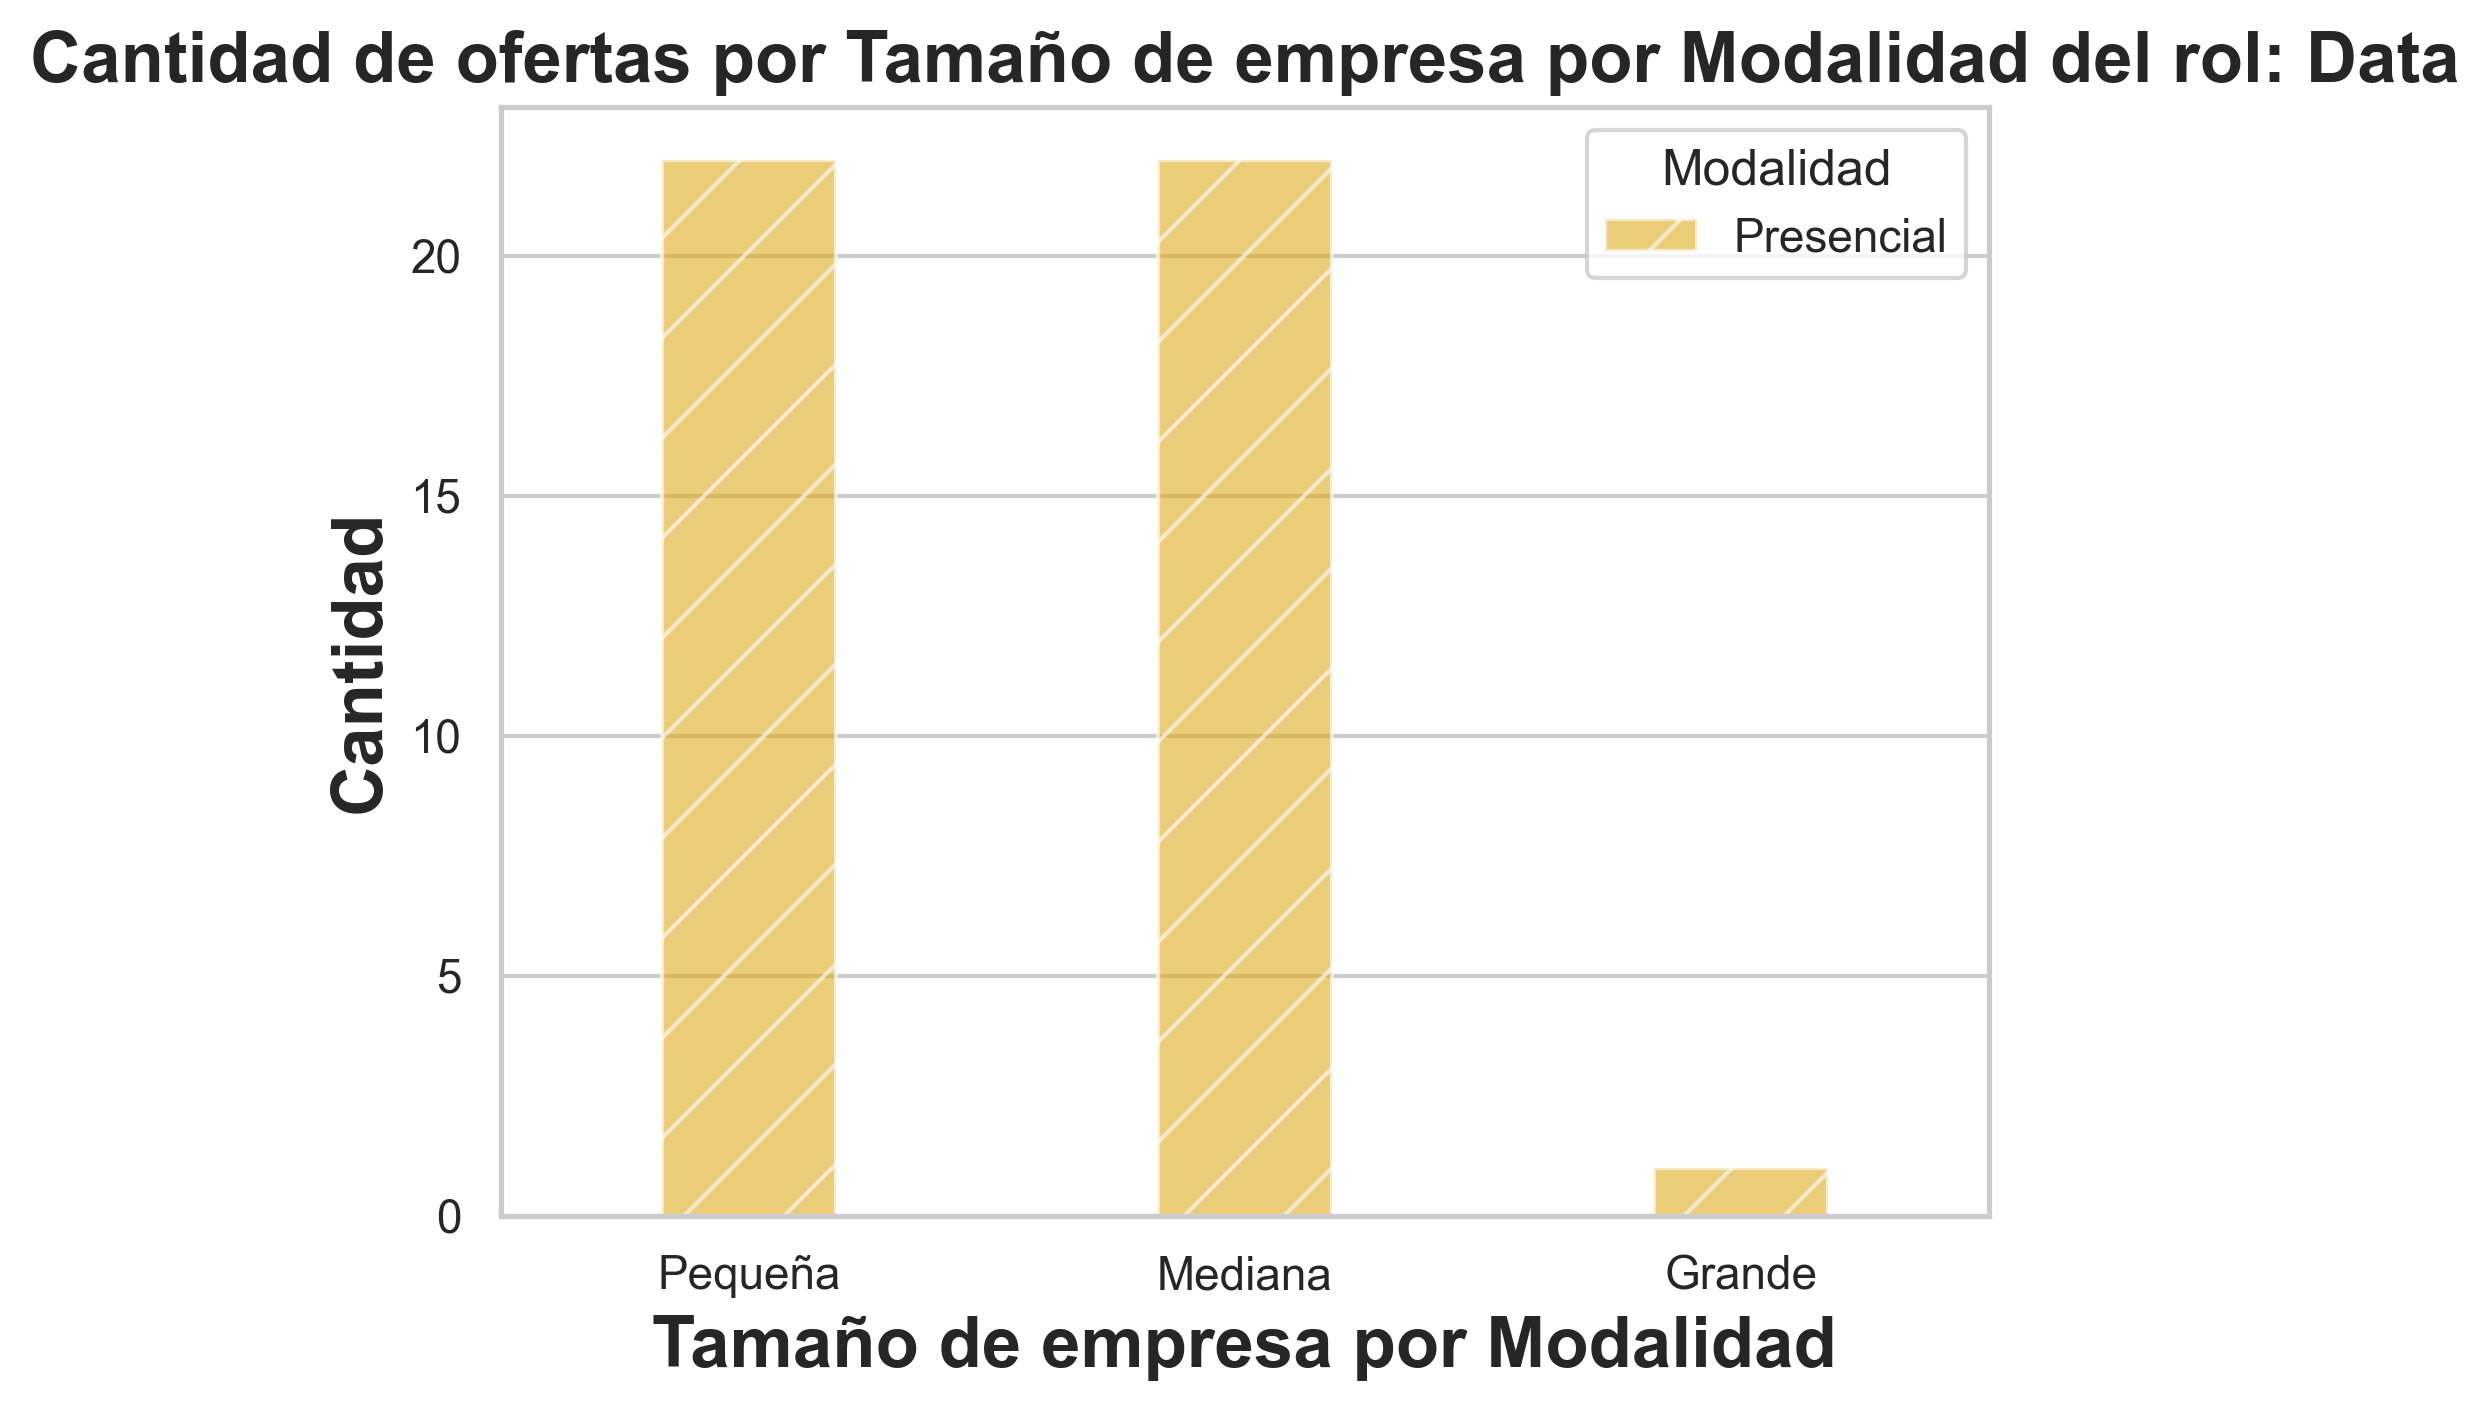 Cantidad de ofertas por Tamaño de empresa por Modalidad del rol: Data
Modalidad
Presencial
Cantidad
20
15
10
5
0
Pequeña
Mediana
Grande
Tamaño de empresa por Modalidad